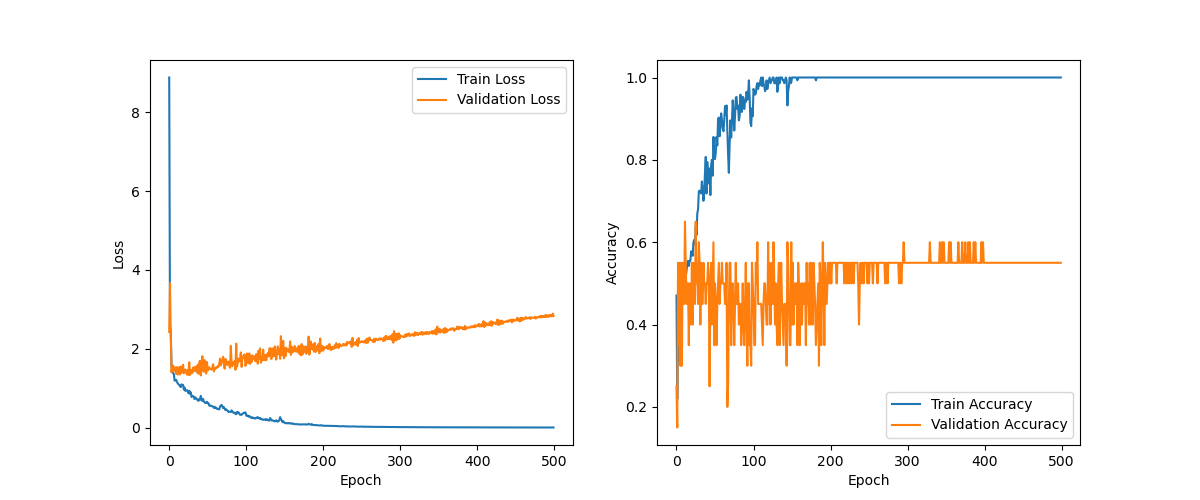 Train Loss
Validation Loss
8
6
4
2
0
Loss
0 100 200 300 400 500
Epoch
1.0
0.8
0.6
0.4
0.2
Accuracy
Train Accuracy
Validation Accuracy
0 100 200 300 400 500
Epoch